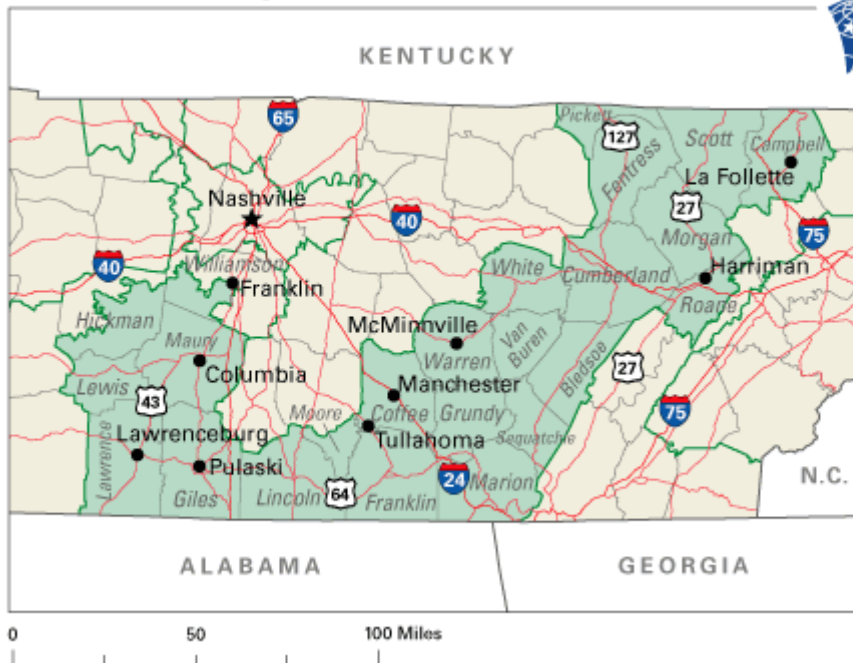 KENTUCKY
65
Pickett
127
Scott
Campbell
Fentress
La Follette
Nashville
27
40
Morgan
75
40
Williamson
White
Cumberland
Harriman
Franklin
Roane
Hickman
McMinnville
Van
Buren
Maury
Warren
Bledsoe
27
Columbia
Lewis
Manchester
43
75
Moore
Coffee
Grundy
Lawrenceburg
Tullahoma
Sequatchie
Lawrence
Pulaski
24
Marion
N.C.
Giles
Lincoln
64
Franklin
ALABAMA
GEORGIA
0
50
100 Miles